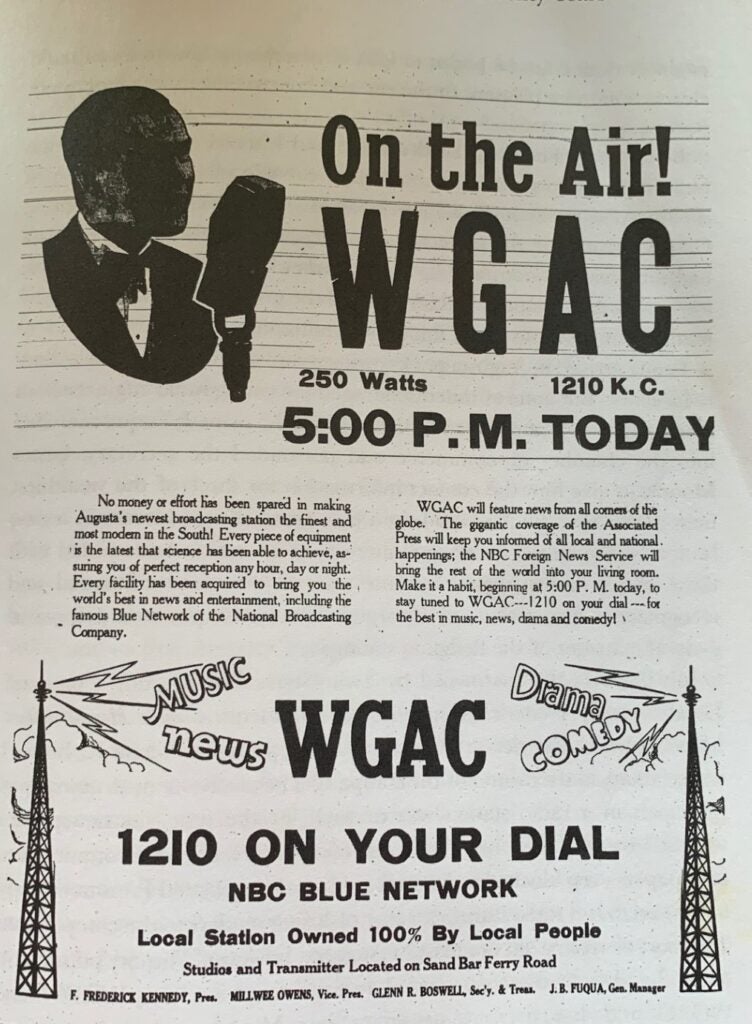 On the Air!
WGAC
250 Watts 1210 K.C.
5:00 P.M. TODAY
No money or effort has been spared in making
Augusta's newest broadcasting station the finest and
most modern in the South! Every piece of equipment
is the latest that science has been able to achieve, as-
suring you of perfect reception any hour, day or night.
Every facility has been acquired to bring you the
world's best in news and entertainment, including the
famous Blue Network of the National Broadcasting
Company.
WGAC will feature news from all corners of the
globe. The gigantic coverage of the Associated
Press will keep you informed of all local and national
happenings; the NBC Foreign News Service will
bring the rest of the world into your living room.
Make it a habit, beginning at 5:00 P. M. today, to
stay tuned to WGAC---1210 on your dial---for
the best in music, news, drama and comedy!
MUSIC
news
WGAC
Drama
COMEDY
1210 ON YOUR DIAL
NBC BLUE NETWORK
Local Station Owned 100% By Local People
Studios and Transmitter Located on Sand Bar Ferry Road
F. FREDERICK KENNEDY, Pres. MILLWEE OWENS, Vice. Pres. GLENN R. BOSWELL, Sec'y. & Treas. J. B. FUQUA, Gen. Manager